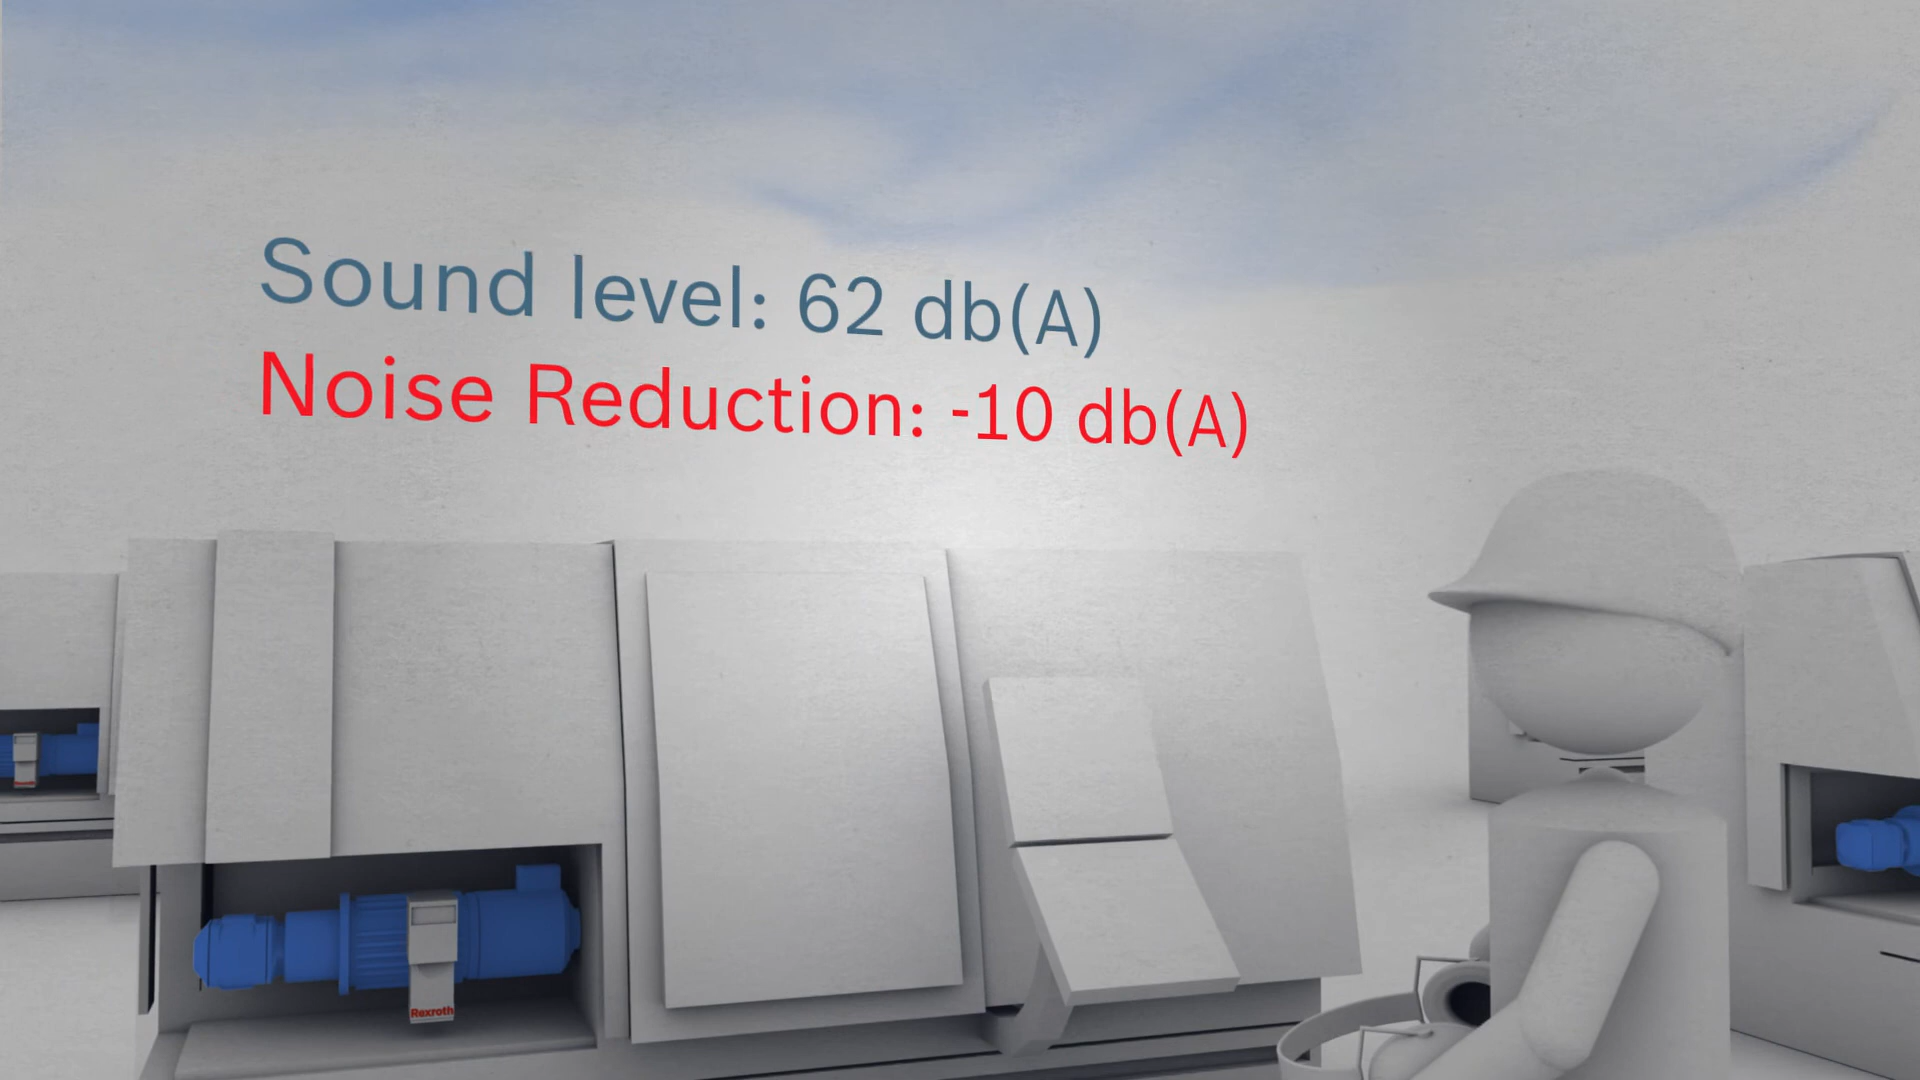 Sound level: 62 db(A)
Noise Reduction: -10 db(A)
Rexroth